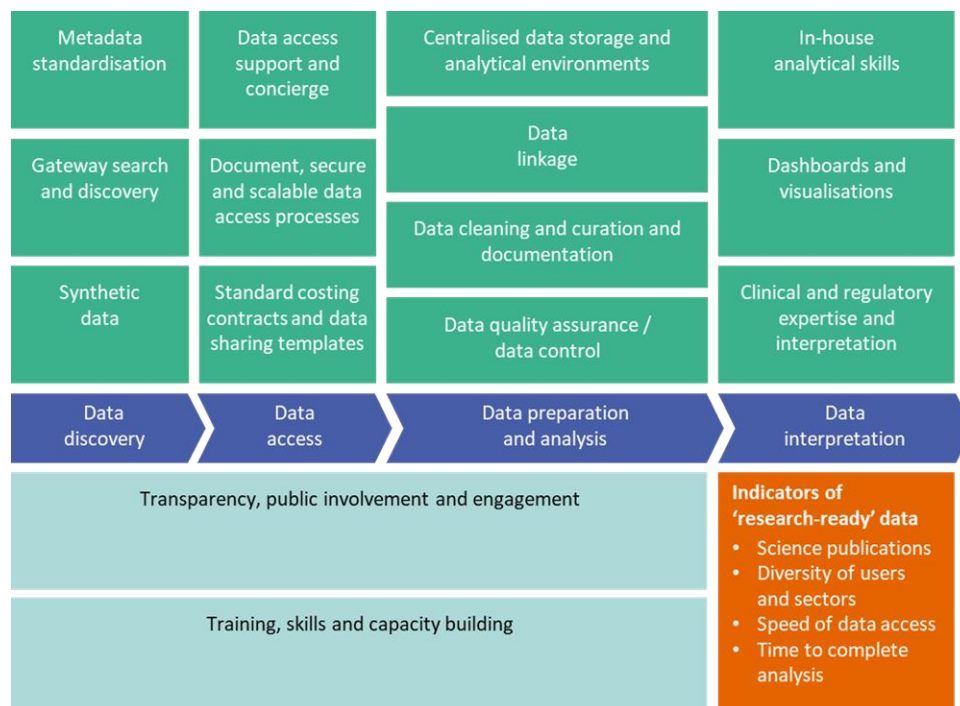 Metadata
standardisation
Data access
support and
concierge
Centralised data storage and
analytical environments
In-house
analytical skills
Data
linkage
Gateway search
and discovery
Document, secure
and scalable data
access processes
Dashboards and
visualisations
Data cleaning and curation and
documentation
Synthetic
data
Standard costing
contracts and data
sharing templates
Data quality assurance /
data control
Clinical and regulatory
expertise and
interpretation
Data
discovery
Data
access
Data preparation
and analysis
Data
interpretation
Transparency, public involvement and engagement
Training, skills and capacity building
Indicators of
‘research-ready’ data
• Science publications
• Diversity of users
and sectors
• Speed of data access
• Time to complete
analysis